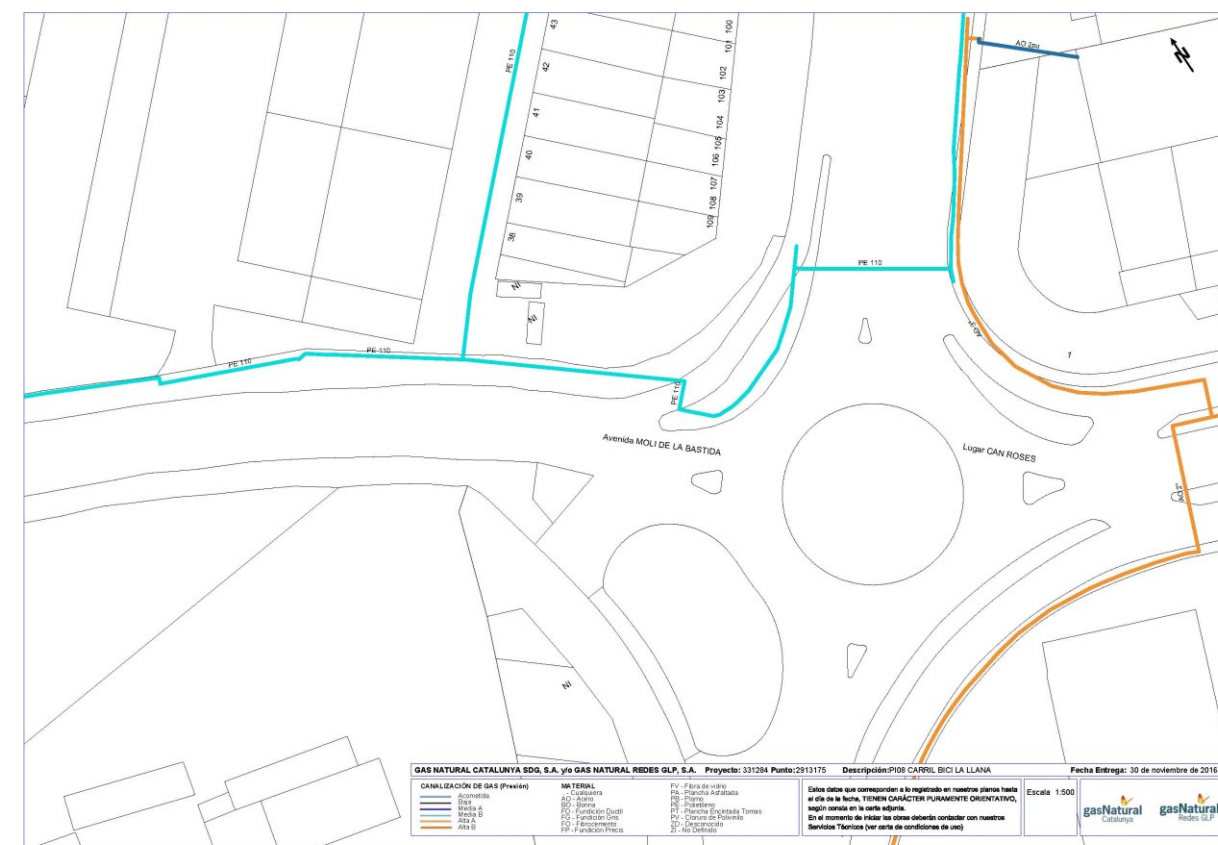 43
42
41
40
39
38
100
101
102
103
104
105
106
107
108
109
PE 110
AO 2pu
N
NI
NI
PE 110
AO 3"
1
PE 110
PE 110
PE 110
Avenida MOLI DE LA BASTIDA
Lugar CAN ROSES
NI
GAS NATURAL CATALUNYA SDG, S.A. y/o GAS NATURAL REDES GLP, S.A. Proyecto: 331284 Punto:2913175 Descripción:PI08 CARRIL BICI LA LLANA Fecha Entrega: 30 de noviembre de 2016
CANALIZACIÓN DE GAS (Presión)
Acometida
Baja
Media A
Media B
Alta A
Alta B
MATERIAL
.. - Cualquiera
AO - Acero
BO - Bonna
FD - Fundición Ductil
FG - Fundición Gris
FO - Fibrocemento
FP - Fundición Precis
FV - Fibra de vidrio
PA - Plancha Asfaltada
PB - Plomo
PE - Polietileno
PT - Plancha Encintada Tomas
PV - Cloruro de Polivinilo
ZD - Desconocido
ZI - No Definido
Estos datos que corresponden a lo registrado en nuestros planos hasta
el día de la fecha, TIENEN CARÁCTER PURAMENTE ORIENTATIVO,
según consta en la carta adjunta.
En el momento de iniciar las obras deberán contactar con nuestros
Servicios Técnicos (ver carta de condiciones de uso)
Escala 1:500
gasNatural
Catalunya
gasNatural
Redes GLP